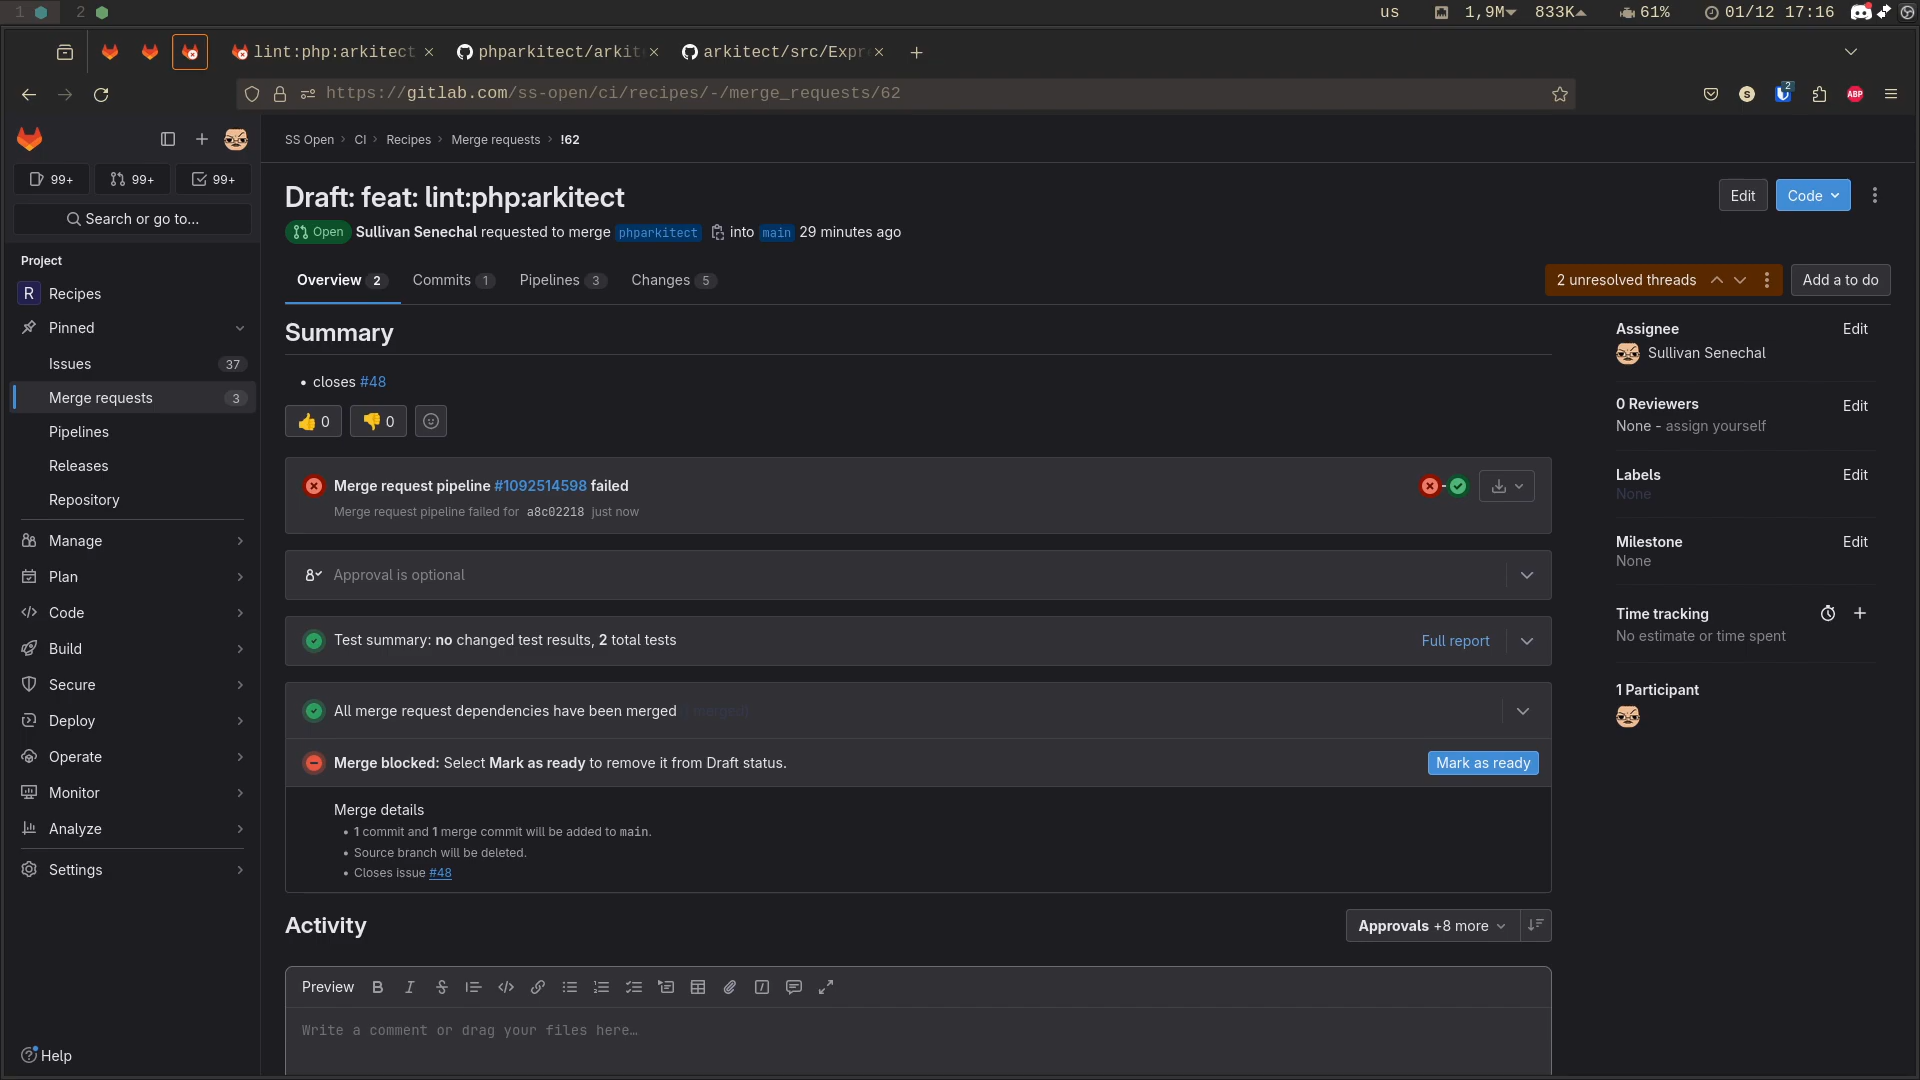 1 2 us 1,9M 833K 61% 01/12 17:16
lint:php:arkitect phparkitect/arkit arkitect/src/Expr
https://gitlab.com/ss-open/ci/recipes/-/merge_requests/62
S 2 ABP
99+ 99+ 99+
Search or go to...
Project
R Recipes
Pinned
Issues 37
Merge requests 3
Pipelines
Releases
Repository
Manage
Plan
Code
Build
Secure
Deploy
Operate
Monitor
Analyze
Settings
Help
SS Open CI Recipes Merge requests !62
Draft: feat: lint:php:arkitect
Edit Code
Open Sullivan Senechal requested to merge phparkitect into main 29 minutes ago
Overview 2 Commits 1 Pipelines 3 Changes 5
2 unresolved threads Add a to do
Summary
• closes #48
0 0
Merge request pipeline #1092514598 failed
Merge request pipeline failed for a8c02218 just now
Approval is optional
Test summary: no changed test results, 2 total tests Full report
All merge request dependencies have been merged
Merge blocked: Select Mark as ready to remove it from Draft status. Mark as ready
Merge details
• 1 commit and 1 merge commit will be added to main.
• Source branch will be deleted.
• Closes issue #48
Activity
Approvals +8 more
Preview
Write a comment or drag your files here…
Assignee Edit
Sullivan Senechal
0 Reviewers Edit
None - assign yourself
Labels Edit
None
Milestone Edit
None
Time tracking
No estimate or time spent
1 Participant